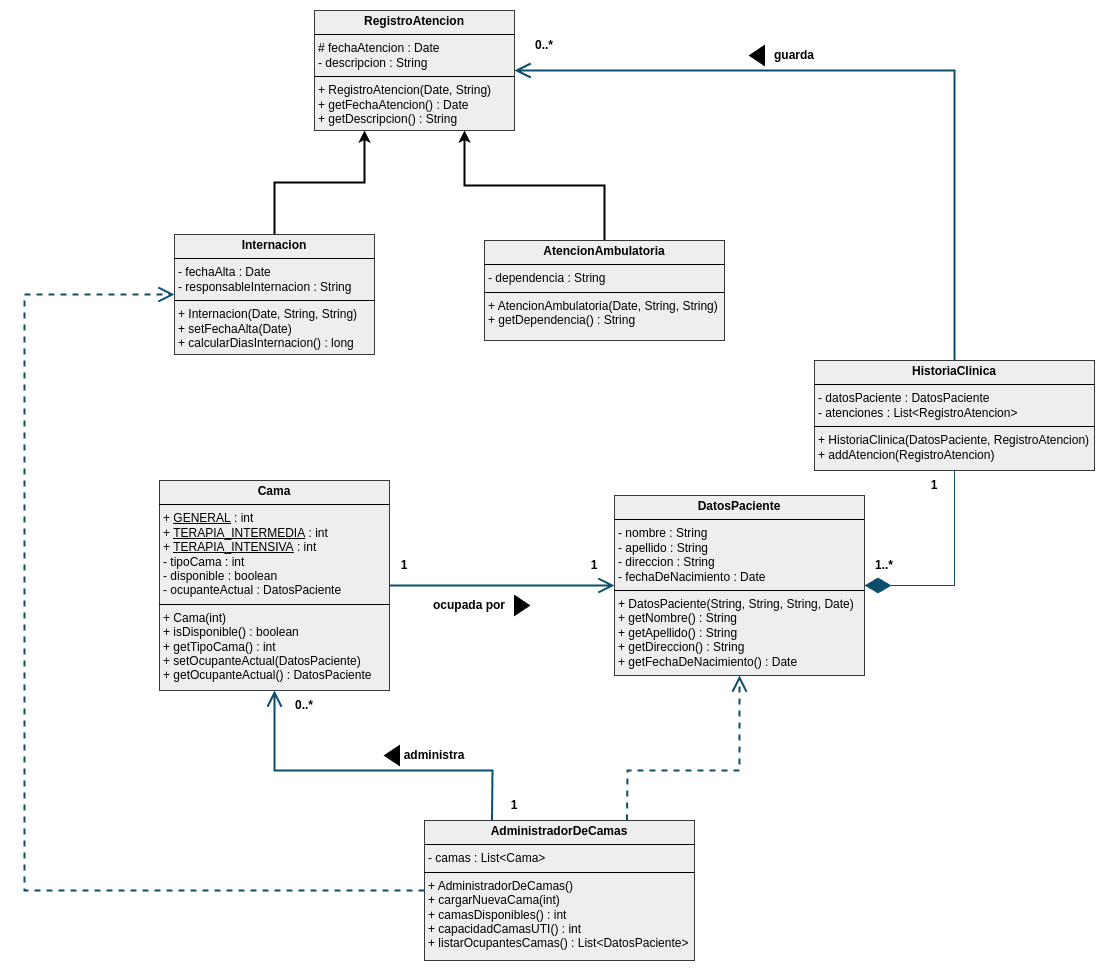 RegistroAtencion
# fechaAtencion : Date
- descripcion : String
+ RegistroAtencion(Date, String)
+ getFechaAtencion() : Date
+ getDescripcion() : String
0..*
guarda
Internacion
- fechaAlta : Date
- responsableInternacion : String
+ Internacion(Date, String, String)
+ setFechaAlta(Date)
+ calcularDiasInternacion() : long
AtencionAmbulatoria
- dependencia : String
+ AtencionAmbulatoria(Date, String, String)
+ getDependencia() : String
HistoriaClinica
- datosPaciente : DatosPaciente
- atenciones : List<RegistroAtencion>
+ HistoriaClinica(DatosPaciente, RegistroAtencion)
+ addAtencion(RegistroAtencion)
1
Cama
+ GENERAL : int
+ TERAPIA_INTERMEDIA : int
+ TERAPIA_INTENSIVA : int
- tipoCama : int
- disponible : boolean
- ocupanteActual : DatosPaciente
+ Cama(int)
+ isDisponible() : boolean
+ getTipoCama() : int
+ setOcupanteActual(DatosPaciente)
+ getOcupanteActual() : DatosPaciente
1
1
ocupada por
DatosPaciente
- nombre : String
- apellido : String
- direccion : String
- fechaDeNacimiento : Date
+ DatosPaciente(String, String, String, Date)
+ getNombre() : String
+ getApellido() : String
+ getDireccion() : String
+ getFechaDeNacimiento() : Date
1..*
0..*
administra
1
AdministradorDeCamas
- camas : List<Cama>
+ AdministradorDeCamas()
+ cargarNuevaCama(int)
+ camasDisponibles() : int
+ capacidadCamasUTI() : int
+ listarOcupantesCamas() : List<DatosPaciente>